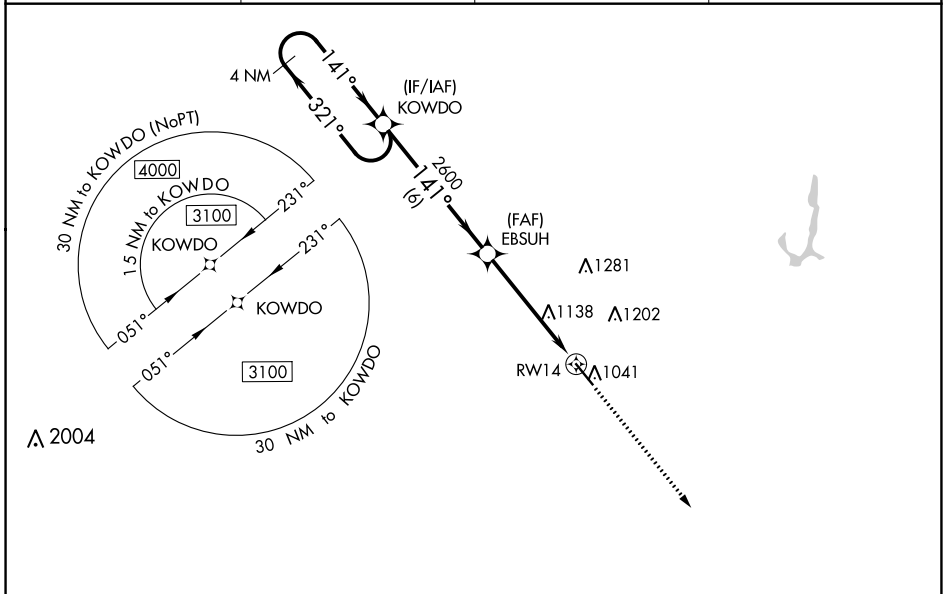 4 NM
141°
321°
(IF/IAF)
KOWDO
2600
141°
(6)
(FAF)
EBSUH
30 NM to KOWDO (NoPT)
4000
15 NM to KOWDO
3100
KOWDO
231°
051°
231°
KOWDO
051°
3100
30 NM to KOWDO
1281
1138
1202
RW14
1041
2004